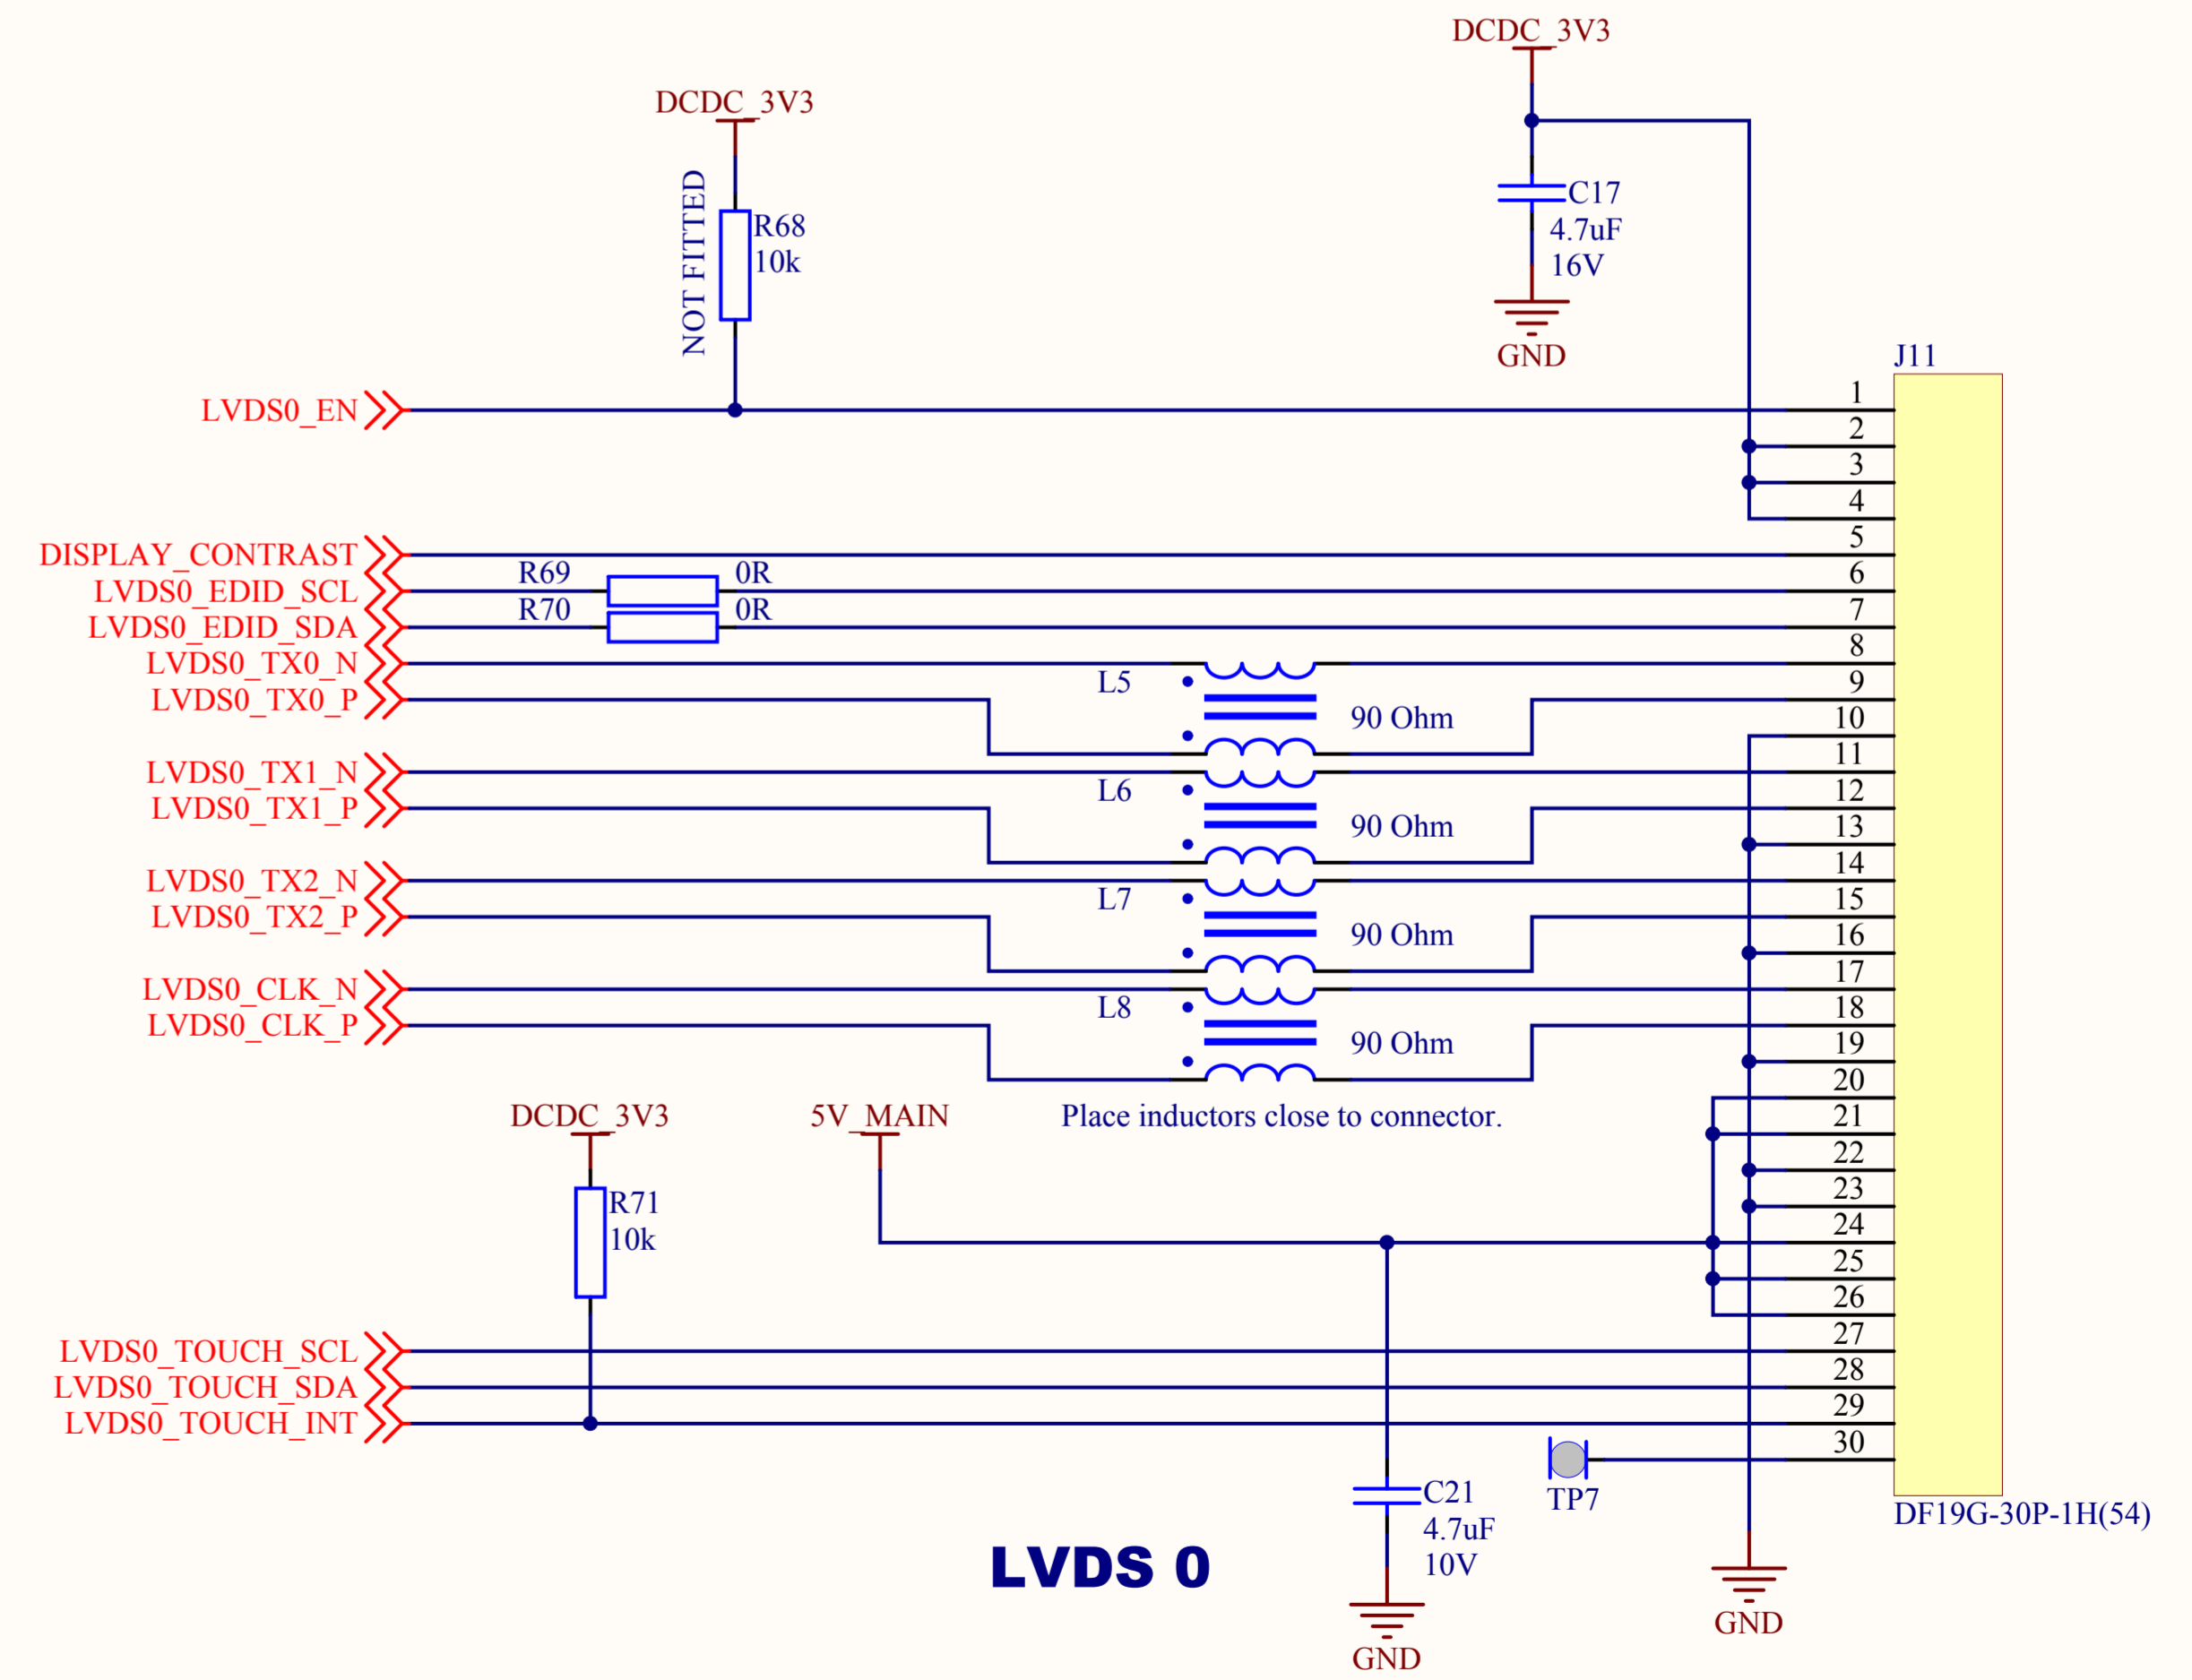 DCDC_3V3
DCDC_3V3
NOT FITTED
R68
10k
C17
4.7uF
16V
GND
J11
LVDS0_EN
1
2
3
4
DISPLAY_CONTRAST
5
LVDS0_EDID_SCL
R69
0R
6
LVDS0_EDID_SDA
R70
0R
7
LVDS0_TX0_N
8
LVDS0_TX0_P
L5
90 Ohm
9
10
LVDS0_TX1_N
11
LVDS0_TX1_P
L6
90 Ohm
12
13
LVDS0_TX2_N
14
LVDS0_TX2_P
L7
90 Ohm
15
16
LVDS0_CLK_N
17
LVDS0_CLK_P
L8
90 Ohm
18
19
20
DCDC_3V3
5V_MAIN
Place inductors close to connector.
21
22
R71
10k
23
24
25
26
LVDS0_TOUCH_SCL
27
LVDS0_TOUCH_SDA
28
LVDS0_TOUCH_INT
29
30
TP7
C21
4.7uF
10V
DF19G-30P-1H(54)
LVDS 0
GND
GND